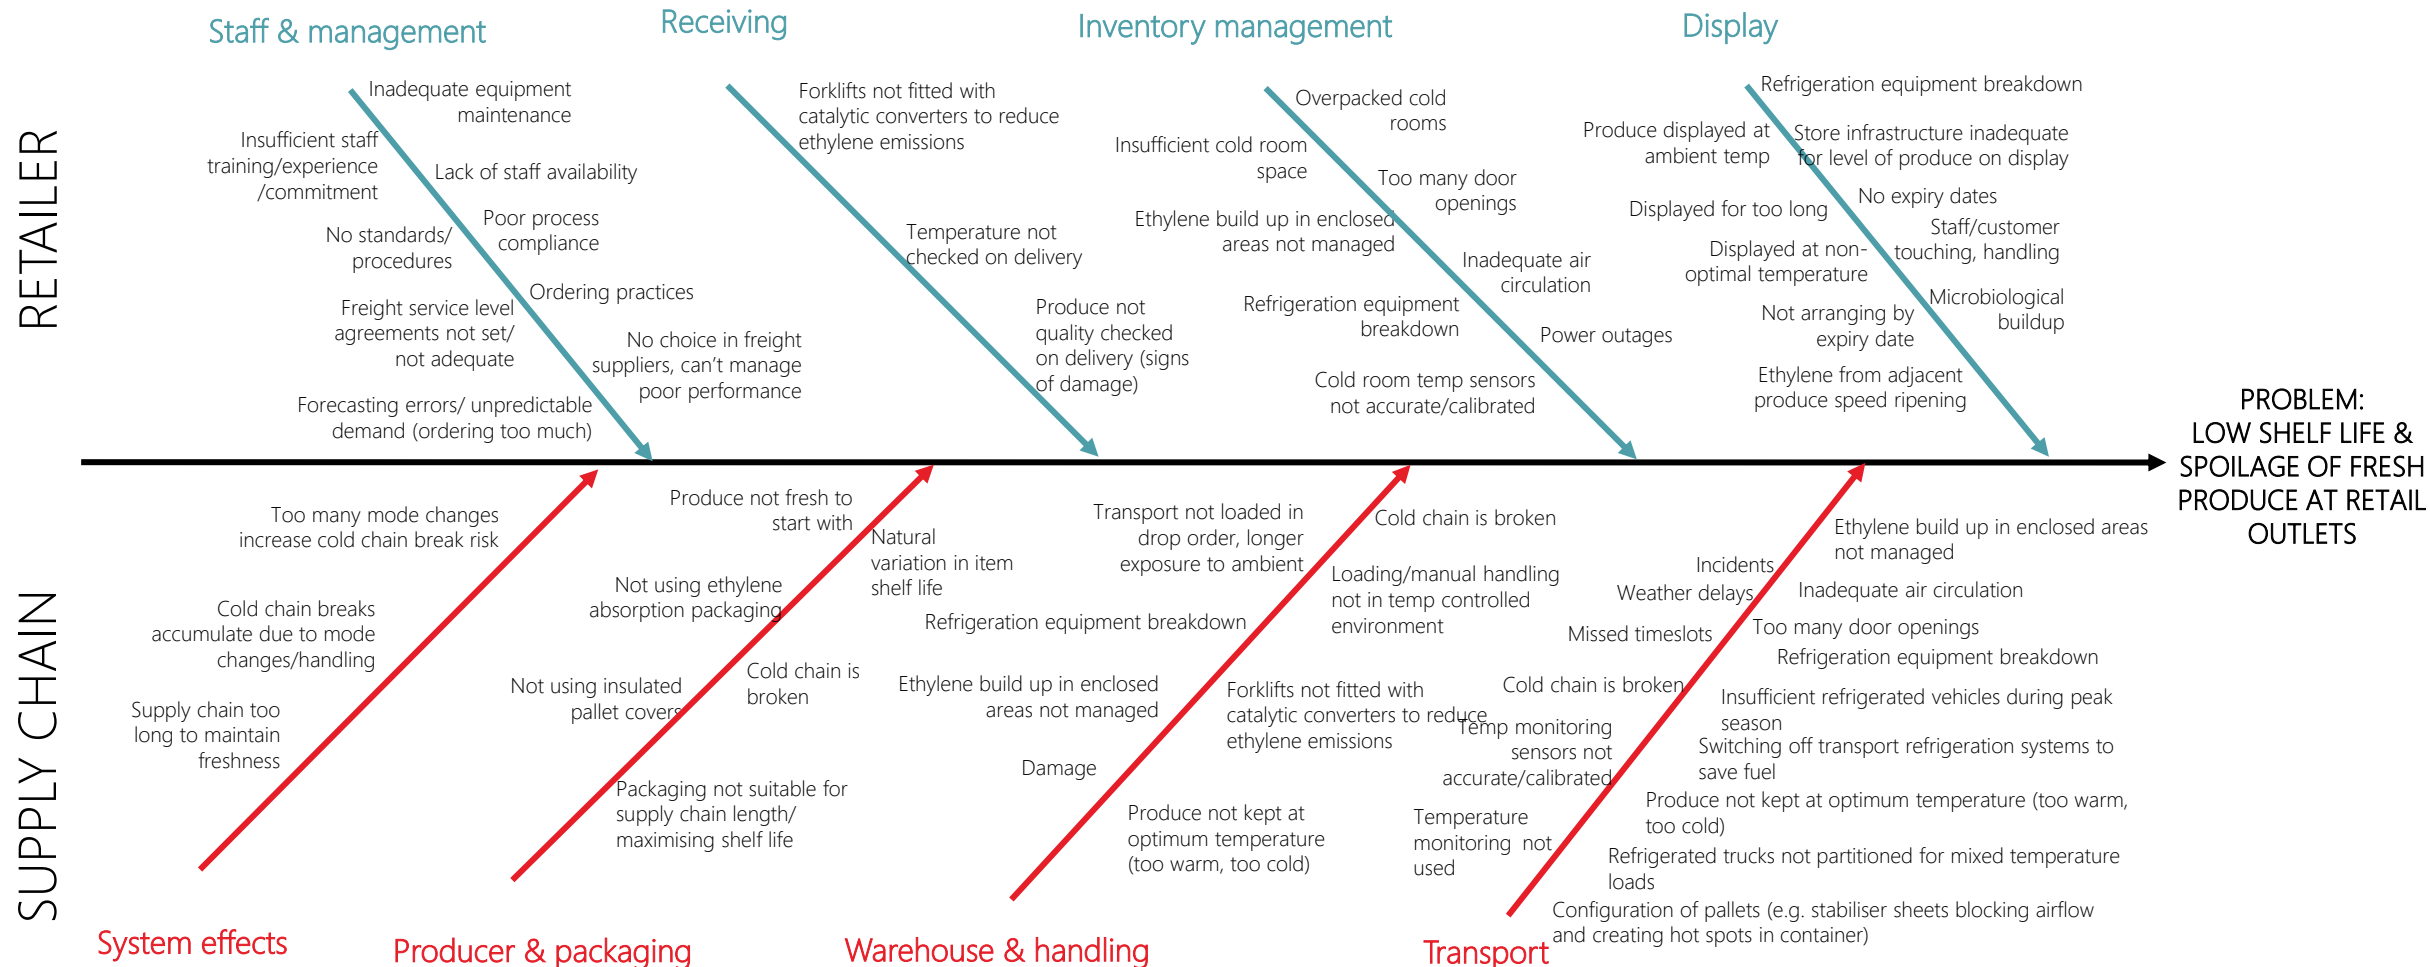 RETAILER
Staff & management
Inadequate equipment
maintenance
Insufficient staff
training/experience
/commitment
Lack of staff availability
Poor process
compliance
No standards/
procedures
Ordering practices
Freight service level
agreements not set/
not adequate
No choice in freight
suppliers, can’t manage
poor performance
Forecasting errors/ unpredictable
demand (ordering too much)
Receiving
Forklifts not fitted with
catalytic converters to reduce
ethylene emissions
Temperature not
checked on delivery
Produce not
quality checked
on delivery (signs
of damage)
Inventory management
Overpacked cold
rooms
Insufficient cold room
space
Too many door
openings
Ethylene build up in enclosed
areas not managed
Inadequate air
circulation
Refrigeration equipment
breakdown
Power outages
Cold room temp sensors
not accurate/calibrated
Display
Refrigeration equipment breakdown
Produce displayed at
ambient temp
Store infrastructure inadequate
for level of produce on display
No expiry dates
Displayed for too long
Staff/customer
touching, handling
Displayed at non-
optimal temperature
Microbiological
buildup
Not arranging by
expiry date
Ethylene from adjacent
produce speed ripening
PROBLEM:
LOW SHELF LIFE &
SPOILAGE OF FRESH
PRODUCE AT RETAIL
OUTLETS
SUPPLY CHAIN
Too many mode changes
increase cold chain break risk
Cold chain breaks
accumulate due to mode
changes/handling
Supply chain too
long to maintain
freshness
System effects
Produce not fresh to
start with
Natural
variation in item
shelf life
Not using ethylene
absorption packaging
Cold chain is
broken
Not using insulated
pallet covers
Packaging not suitable for
supply chain length/
maximising shelf life
Producer & packaging
Transport not loaded in
drop order, longer
exposure to ambient
Cold chain is broken
Loading/manual handling
not in temp controlled
environment
Refrigeration equipment breakdown
Ethylene build up in enclosed
areas not managed
Forklifts not fitted with
catalytic converters to reduce
ethylene emissions
Damage
Produce not kept at
optimum temperature
(too warm, too cold)
Warehouse & handling
Ethylene build up in enclosed areas
not managed
Incidents
Weather delays
Inadequate air circulation
Missed timeslots
Too many door openings
Refrigeration equipment breakdown
Cold chain is broken
Insufficient refrigerated vehicles during peak
season
Temp monitoring
sensors not
accurate/calibrated
Switching off transport refrigeration systems to
save fuel
Produce not kept at optimum temperature (too warm,
too cold)
Temperature
monitoring not
used
Refrigerated trucks not partitioned for mixed temperature
loads
Configuration of pallets (e.g. stabiliser sheets blocking airflow
and creating hot spots in container)
Transport